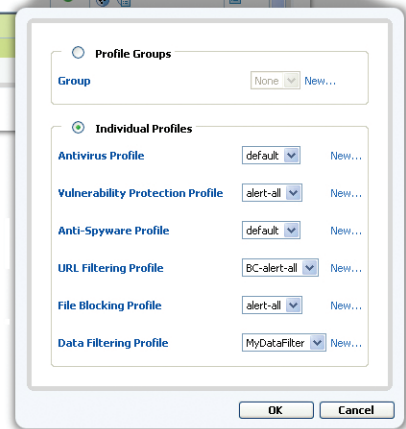 Profile Groups
Group None New...
Individual Profiles
Antivirus Profile default New...
Vulnerability Protection Profile alert-all New...
Anti-Spyware Profile default New...
URL Filtering Profile BC-alert-all New...
File Blocking Profile alert-all New...
Data Filtering Profile MyDataFilter New...
OK Cancel